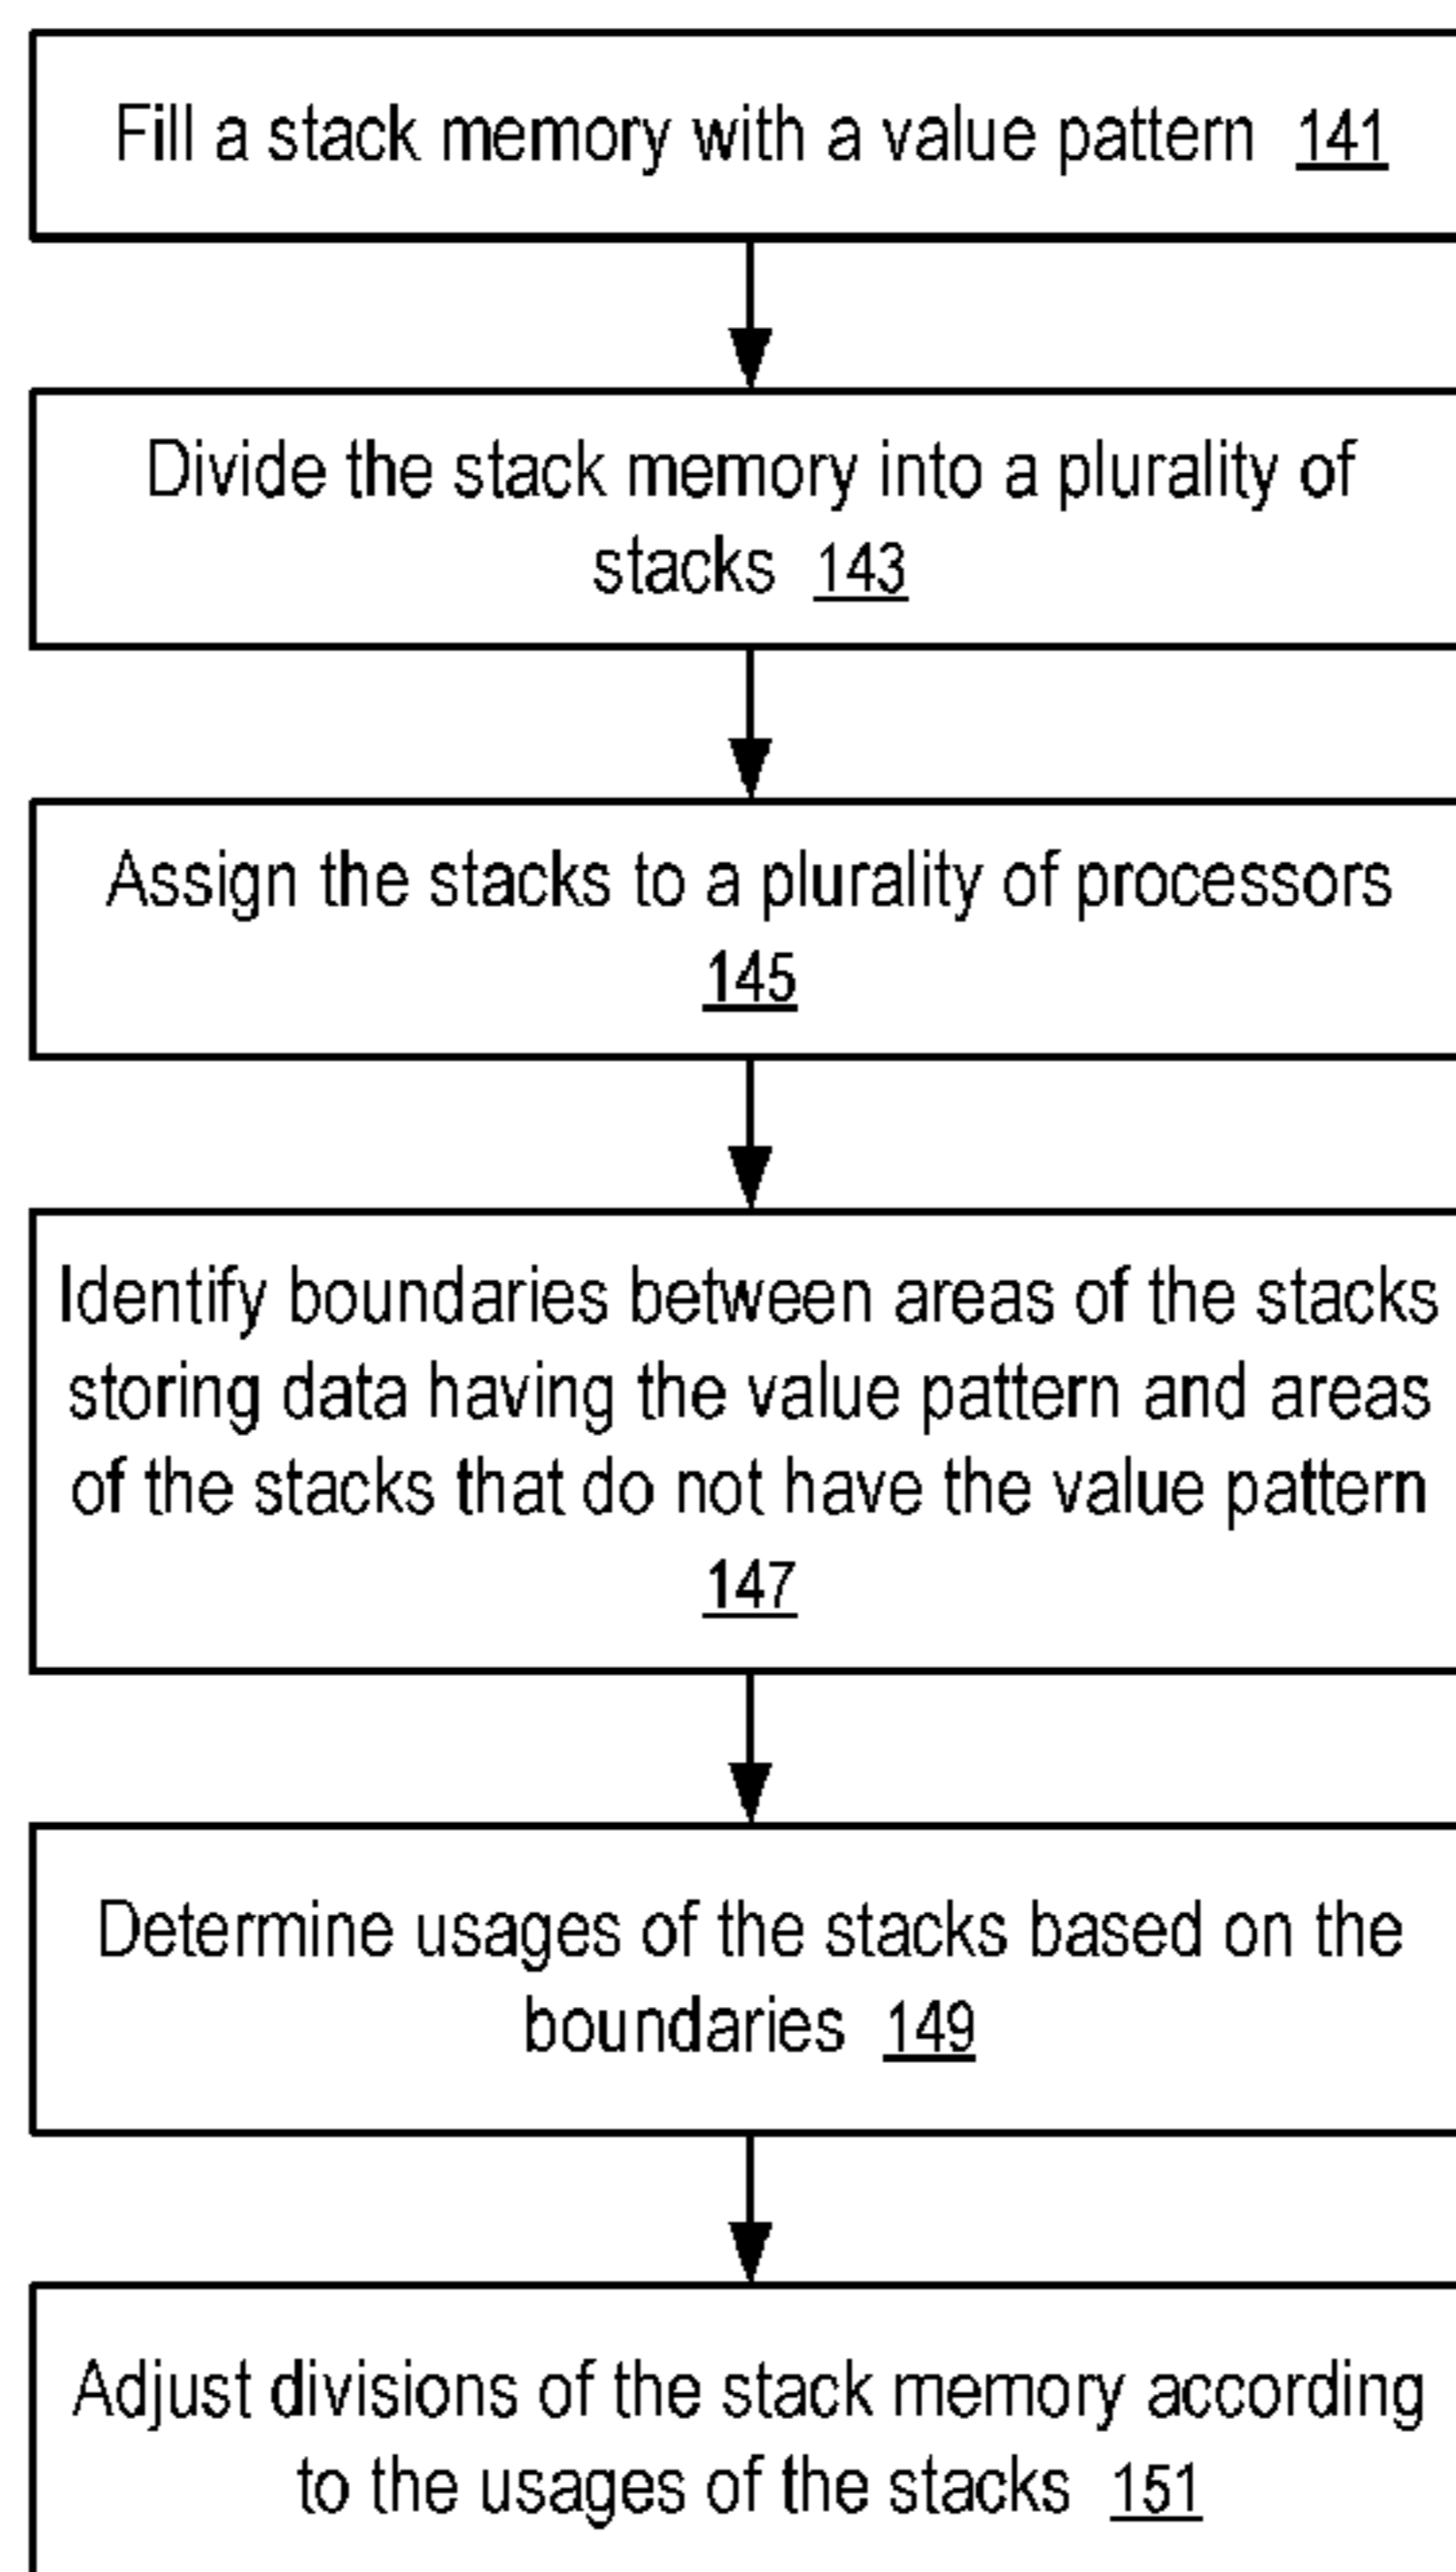 Fill a stack memory with a value pattern 141
Divide the stack memory into a plurality of
stacks 143
Assign the stacks to a plurality of processors
145
Identify boundaries between areas of the stacks
storing data having the value pattern and areas
of the stacks that do not have the value pattern
147
Determine usages of the stacks based on the
boundaries 149
Adjust divisions of the stack memory according
to the usages of the stacks 151